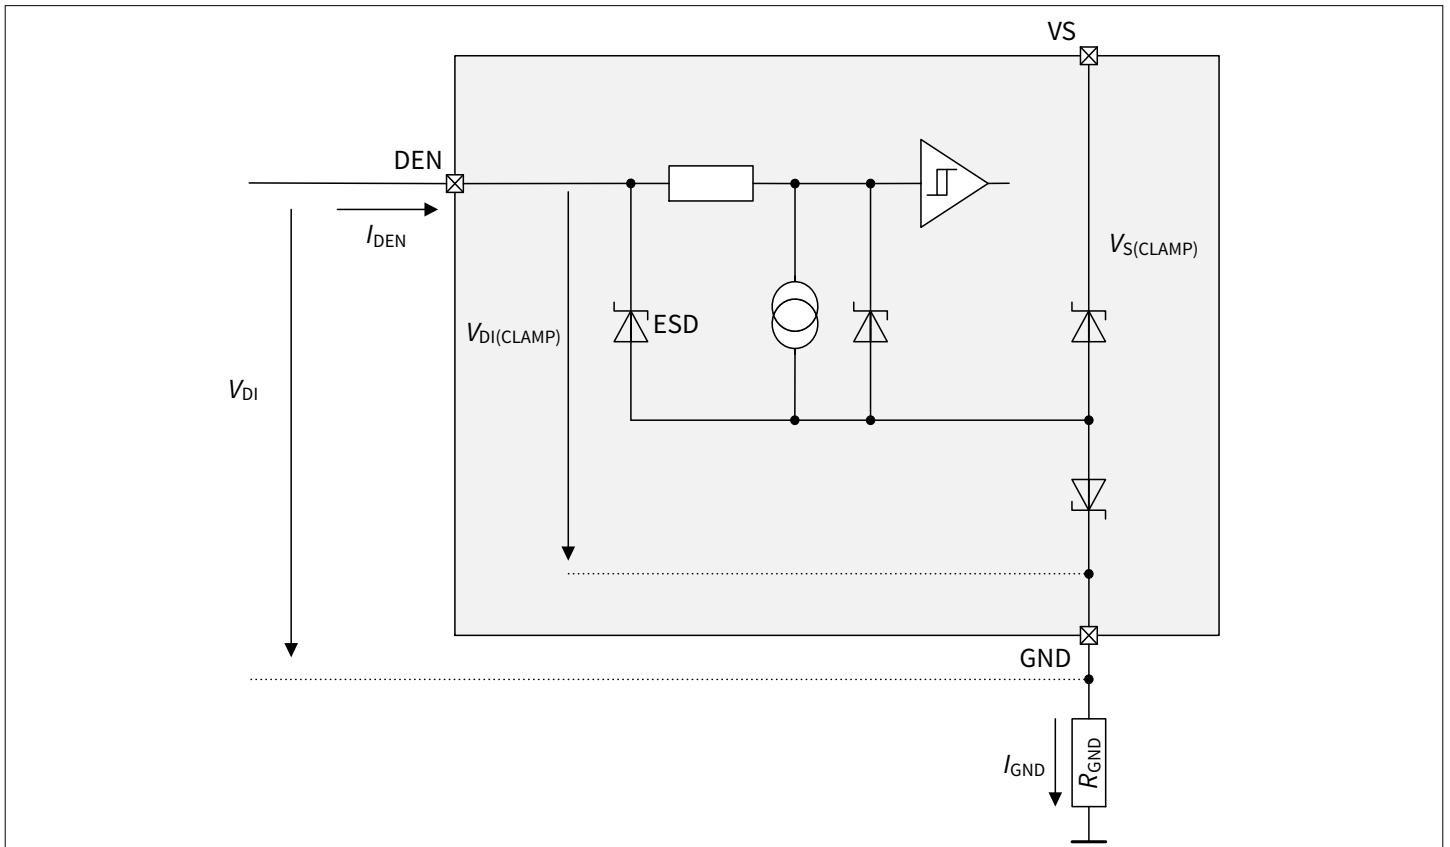 VS
DEN
IDEN
VS(CLAMP)
VDI(CLAMP)
ESD
VDI
GND
IGND
RGND